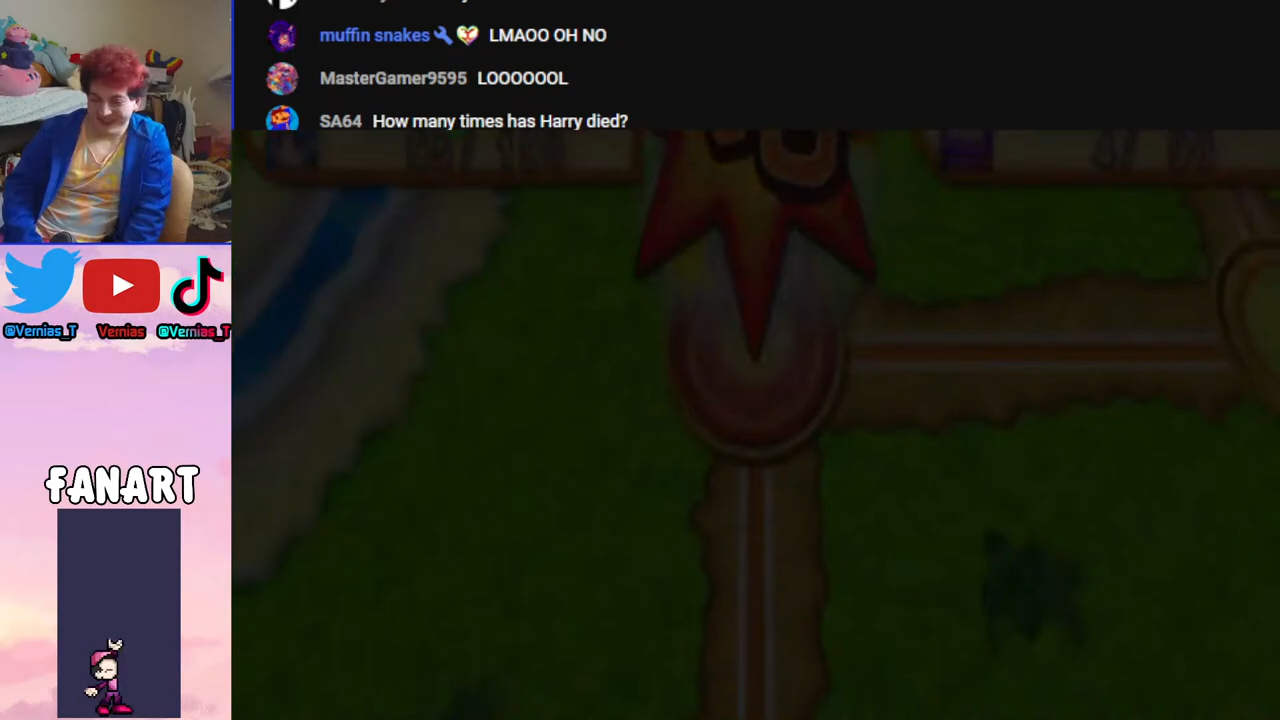 muffin snakes LMAOO OH NO
MasterGamer9595 LOOOOOOL
SA64 How many times has Harry died?
@Vernias_T Vernias @Vernias_T
FANART